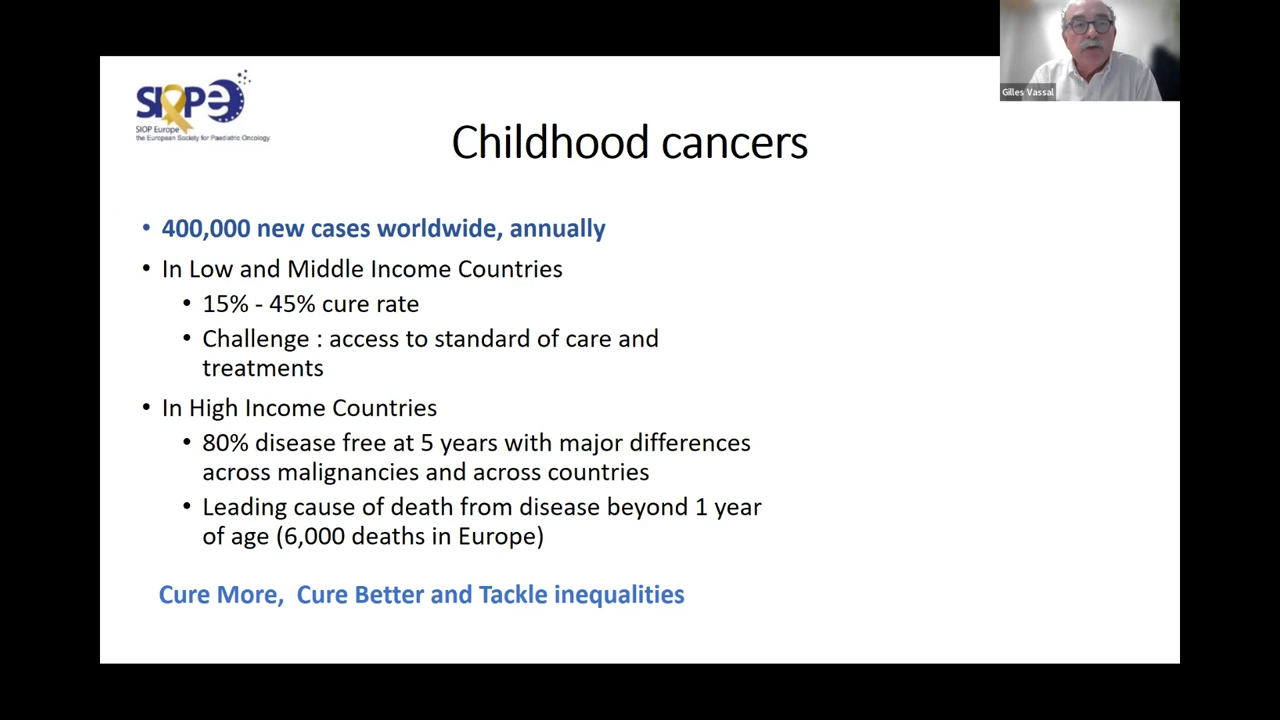 Gilles Vassal
SIOPe
SIOP Europe
the European Society for Paediatric Oncology
Childhood cancers
• 400,000 new cases worldwide, annually
• In Low and Middle Income Countries
• 15% - 45% cure rate
• Challenge : access to standard of care and
treatments
• In High Income Countries
• 80% disease free at 5 years with major differences
across malignancies and across countries
• Leading cause of death from disease beyond 1 year
of age (6,000 deaths in Europe)
Cure More, Cure Better and Tackle inequalities